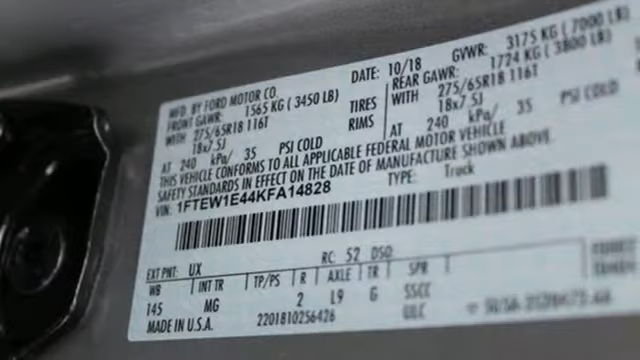 MFD. BY FORD MOTOR CO.
DATE: 10/18 GVWR: 3175 KG (7000 LB)
FRONT GAWR: 1565 KG (3450 LB) REAR GAWR: 1724 KG (3800 LB)
WITH 275/65R18 116T TIRES WITH 275/65R18 116T
18x7.5J RIMS 18x7.5J
AT 240 kPa/ 35 PSI COLD AT 240 kPa/ 35 PSI COLD
THIS VEHICLE CONFORMS TO ALL APPLICABLE FEDERAL MOTOR VEHICLE
SAFETY STANDARDS IN EFFECT ON THE DATE OF MANUFACTURE SHOWN ABOVE.
VIN: 1FTEW1E44KFA14828 TYPE: Truck
EXT PNT: UX RC: 52 DSO:
WB INT TR TP/PS R AXLE TR SPR
145 MG 2 L9 G SSCC
MADE IN U.S.A. 2201810256426